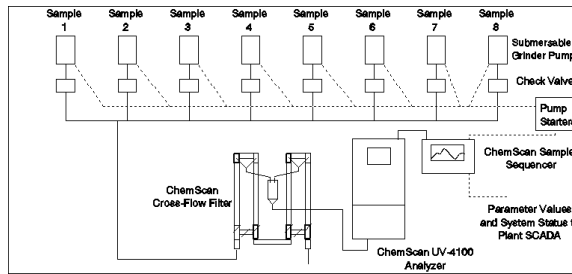 Sample Sample Sample Sample Sample Sample Sample Sample
1 2 3 4 5 6 7 8
Submersable
Grinder Pump
Check Valve
Pump
Starters
ChemScan Sample
Sequencer
ChemScan
Cross-Flow Filter
Parameter Values
and System Status t
Plant SCADA
ChemScan UV-4100
Analyzer